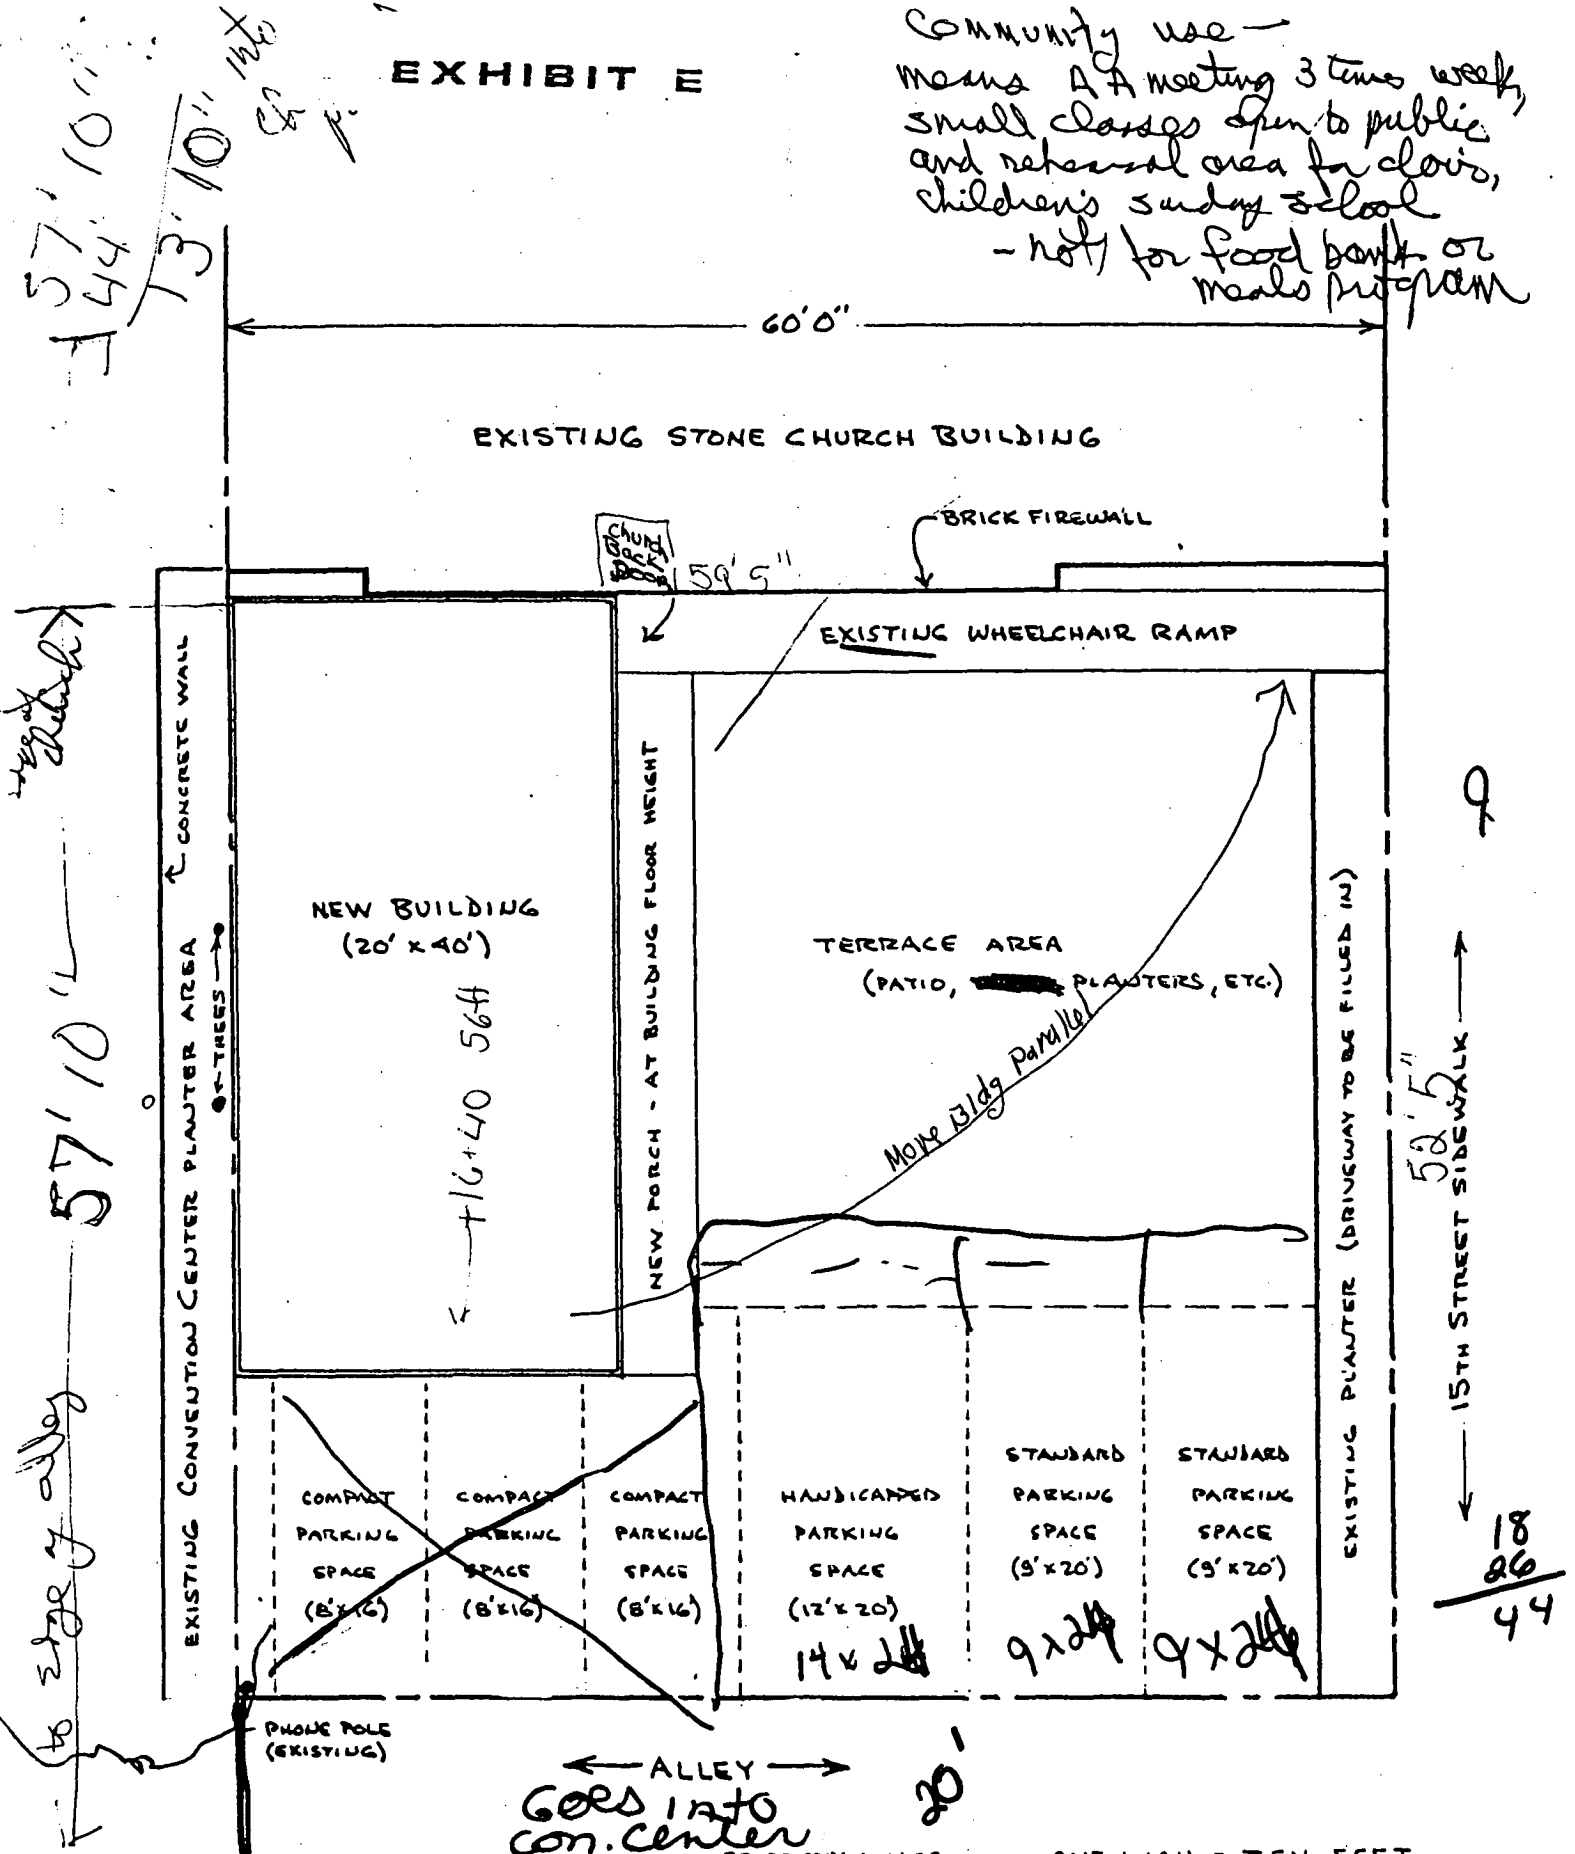 EXHIBIT E
Community use —
means AA meeting 3 times week,
small classes open to public
and rehearsal area for choir,
children's sunday school
- not for food bank or
meals program
57' 10"
44'
13' 10"
into
60'0"
EXISTING STONE CHURCH BUILDING
BRICK FIREWALL
Church
Back
Door
59' 5"
EXISTING WHEELCHAIR RAMP
CONCRETE WALL
EXISTING CONVENTION CENTER PLANTER AREA
TREES
NEW BUILDING
(20' x 40')
+16+40 56ft
NEW PORCH - AT BUILDING FLOOR HEIGHT
TERRACE AREA
(PATIO, PLANTERS, ETC.)
Move Bldg Parallel
EXISTING PLANTER (DRIVEWAY TO BE FILLED IN)
15TH STREET SIDEWALK
52' 5"
edge of
church
57' 10"
to edge of alley
COMPACT
PARKING
SPACE
(8'x16')
COMPACT
PARKING
SPACE
(8'x16')
COMPACT
PARKING
SPACE
(8'x16')
HANDICAPPED
PARKING
SPACE
(12'x20')
14 x
STANDARD
PARKING
SPACE
(9'x20')
9 x
STANDARD
PARKING
SPACE
(9'x20')
9 x
18
26
44
PHONE POLE
(EXISTING)
ALLEY
20'
Goes into
con. center
TEN FEET